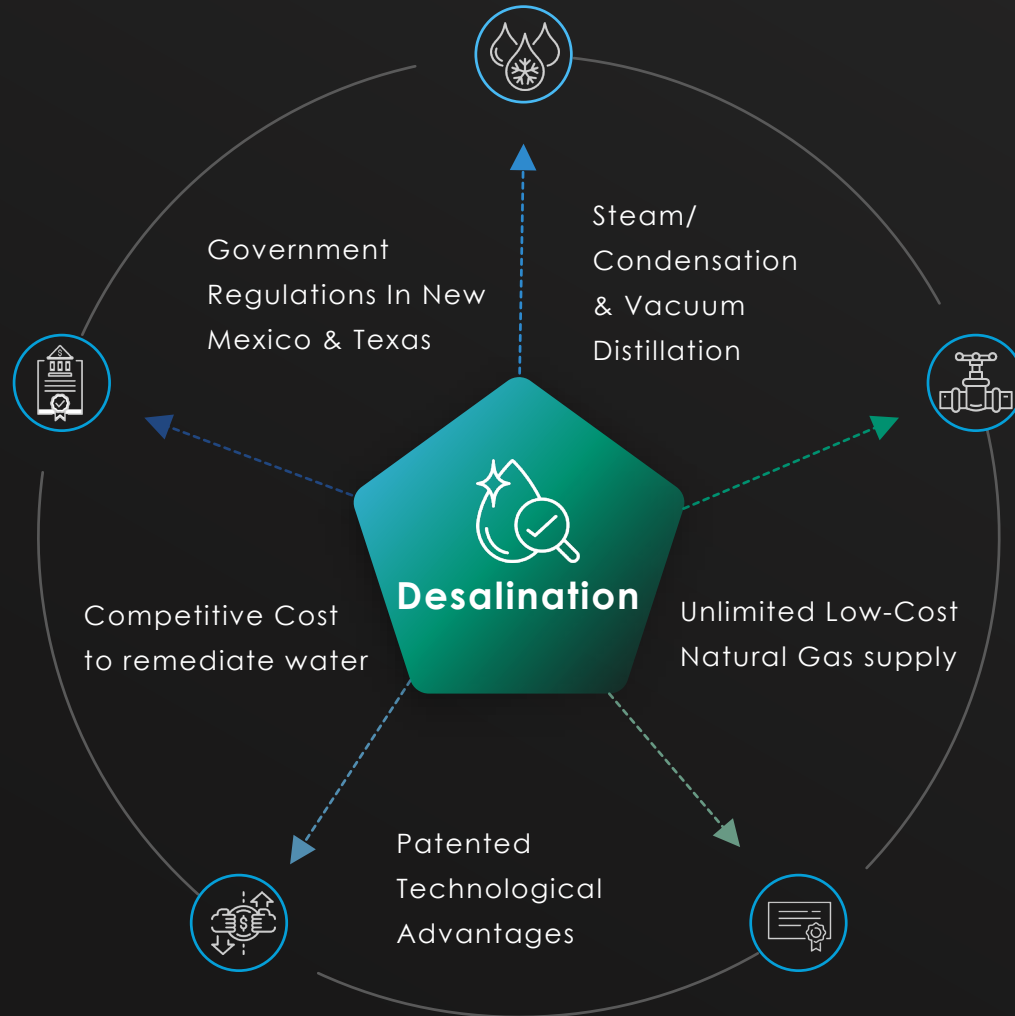 Steam/
Condensation
& Vacuum
Distillation
Government
Regulations In New
Mexico & Texas
Desalination
Competitive Cost
to remediate water
Unlimited Low-Cost
Natural Gas supply
Patented
Technological
Advantages